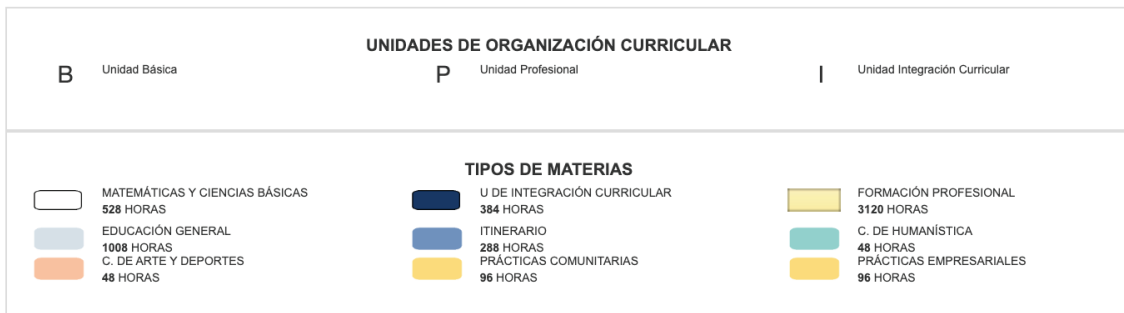 UNIDADES DE ORGANIZACIÓN CURRICULAR
B Unidad Básica P Unidad Profesional I Unidad Integración Curricular
TIPOS DE MATERIAS
MATEMÁTICAS Y CIENCIAS BÁSICAS U DE INTEGRACIÓN CURRICULAR FORMACIÓN PROFESIONAL
528 HORAS 384 HORAS 3120 HORAS
EDUCACIÓN GENERAL ITINERARIO C. DE HUMANÍSTICA
1008 HORAS 288 HORAS 48 HORAS
C. DE ARTE Y DEPORTES PRÁCTICAS COMUNITARIAS PRÁCTICAS EMPRESARIALES
48 HORAS 96 HORAS 96 HORAS